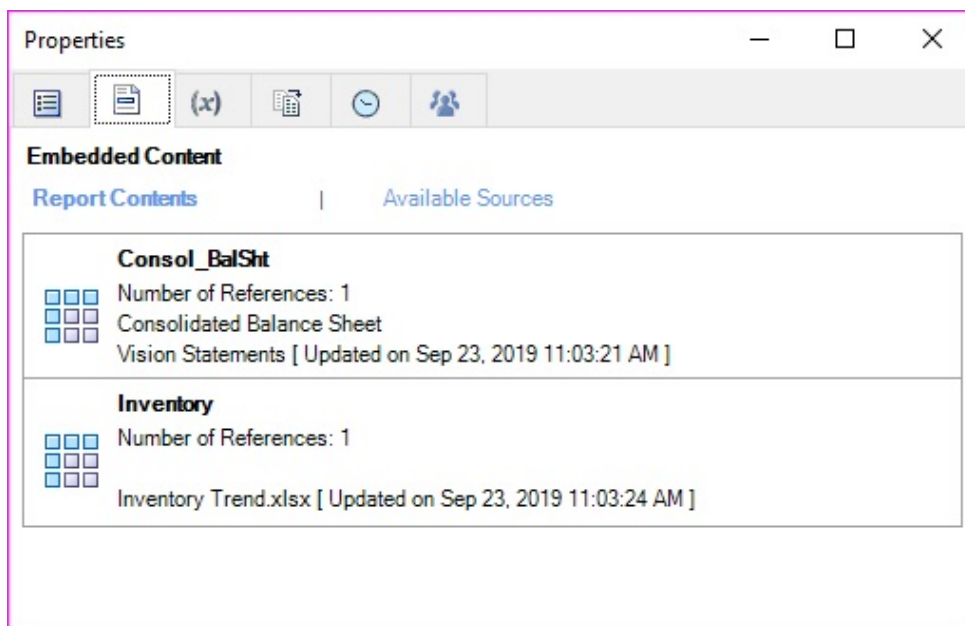 Properties
(x)
Embedded Content
Report Contents | Available Sources
Consol_BalSht
Number of References: 1
Consolidated Balance Sheet
Vision Statements [ Updated on Sep 23, 2019 11:03:21 AM ]
Inventory
Number of References: 1
Inventory Trend.xlsx [ Updated on Sep 23, 2019 11:03:24 AM ]